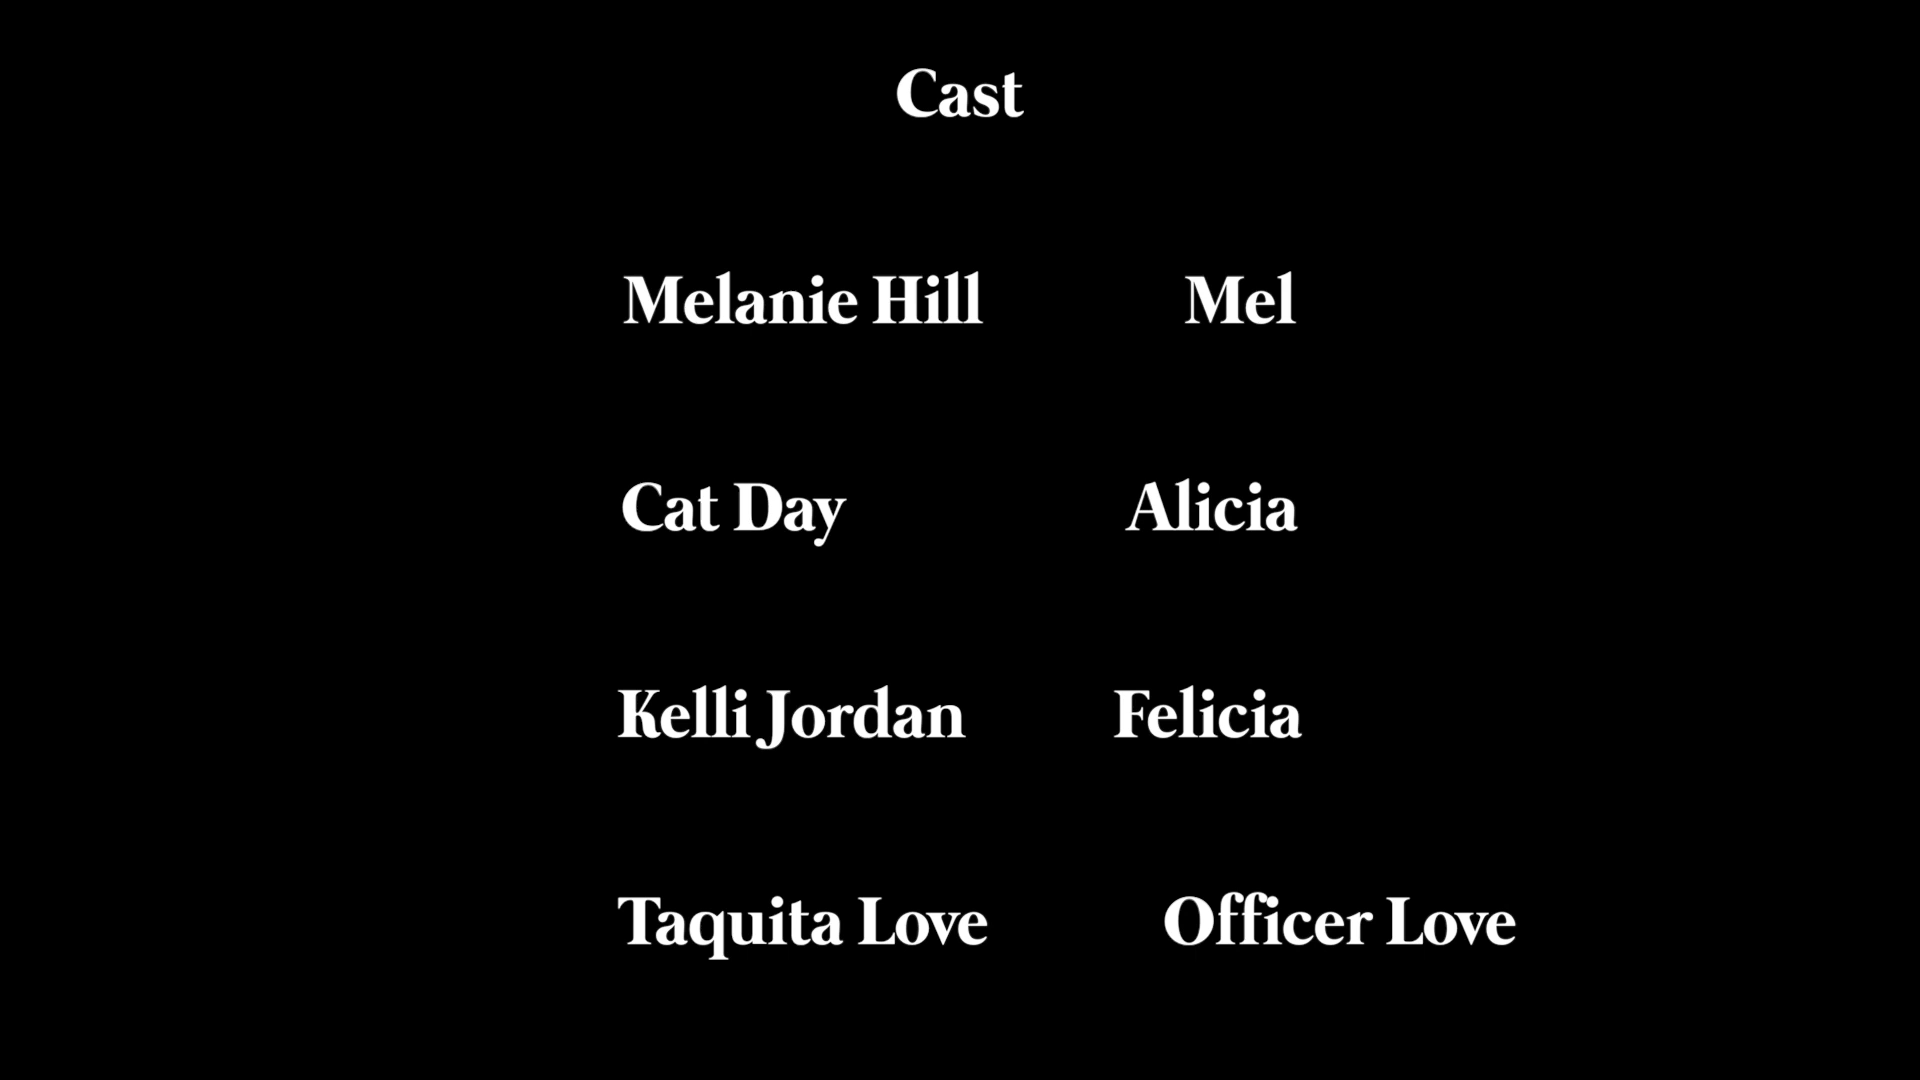 Cast
Melanie Hill Mel
Cat Day Alicia
Kelli Jordan Felicia
Taquita Love Officer Love